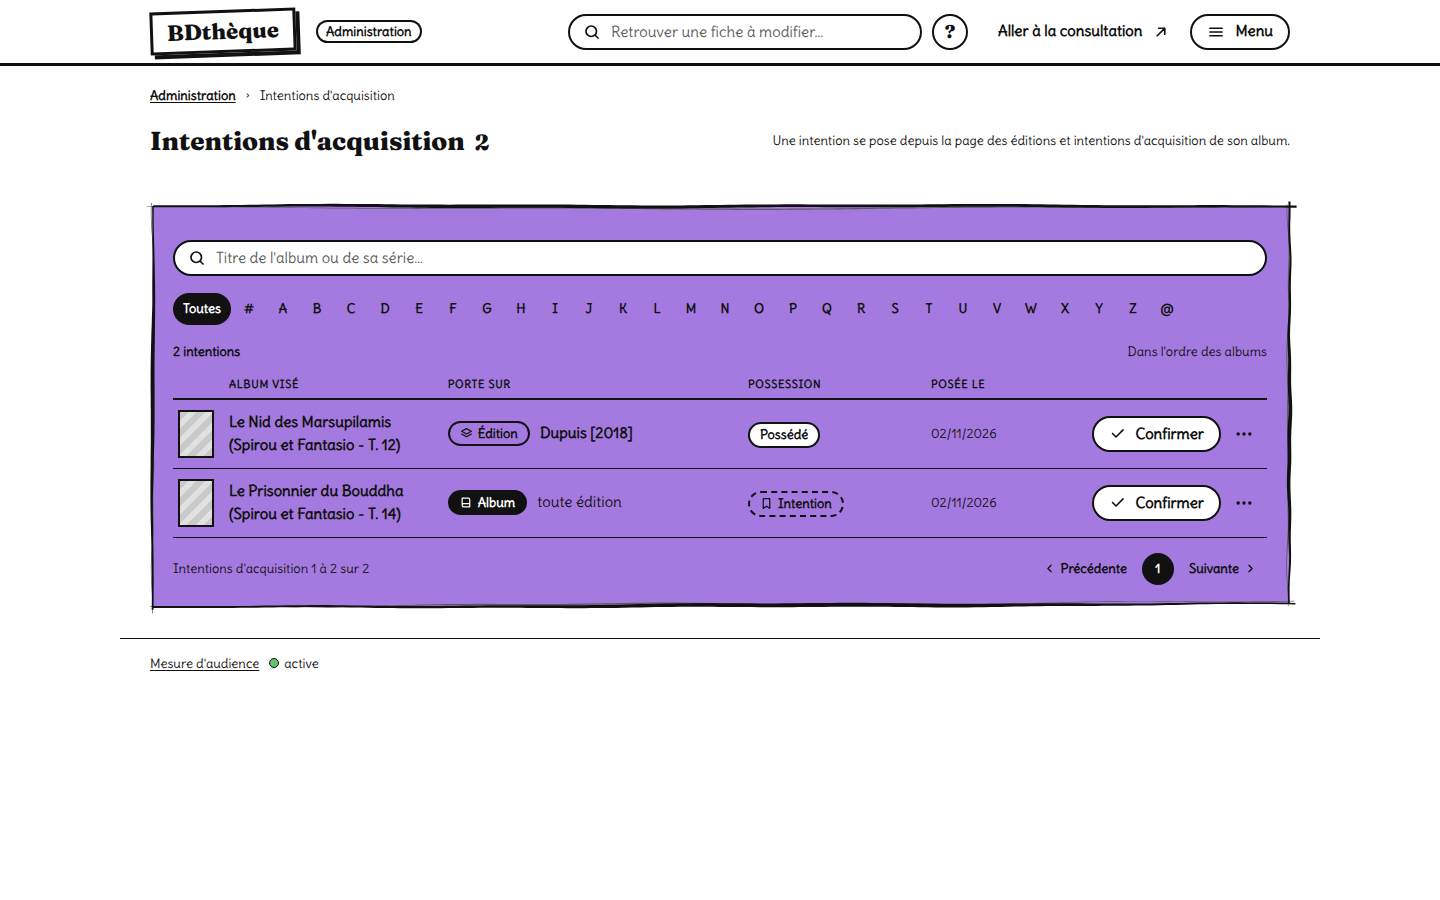 BDthèque Administration Retrouver une fiche à modifier... ? Aller à la consultation Menu
Administration › Intentions d'acquisition
Intentions d'acquisition 2
Une intention se pose depuis la page des éditions et intentions d'acquisition de son album.
Titre de l'album ou de sa série...
Toutes # A B C D E F G H I J K L M N O P Q R S T U V W X Y Z @
2 intentions Dans l'ordre des albums
ALBUM VISÉ PORTE SUR POSSESSION POSÉE LE
Le Nid des Marsupilamis
(Spirou et Fantasio - T. 12)
Édition Dupuis [2018] Possédé 02/11/2026 Confirmer
Le Prisonnier du Bouddha
(Spirou et Fantasio - T. 14)
Album toute édition Intention 02/11/2026 Confirmer
Intentions d'acquisition 1 à 2 sur 2 Précédente 1 Suivante
Mesure d'audience active